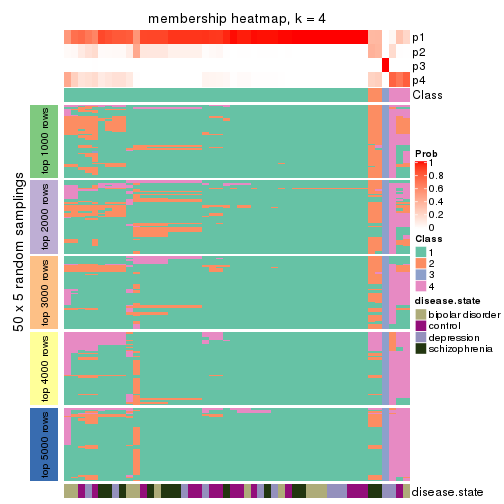 membership heatmap, k = 4
p1
p2
p3
p4
Class
50 x 5 random samplings
top 1000 rows
top 2000 rows
top 3000 rows
top 4000 rows
top 5000 rows
Prob
1
0.8
0.6
0.4
0.2
0
Class
1
2
3
4
disease.state
bipolar disorder
control
depression
schizophrenia
disease.state